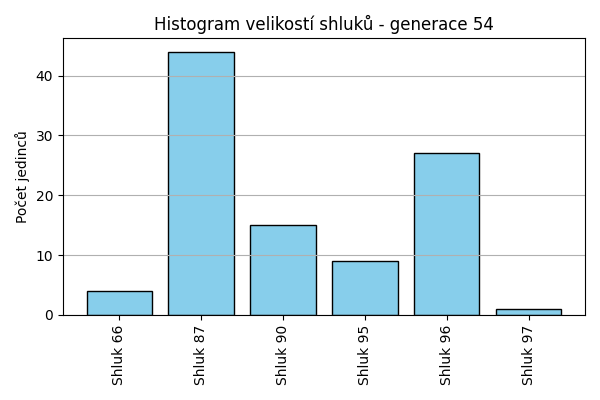 Histogram velikostí shluků - generace 54
Počet jedinců
40
30
20
10
0
Shluk 66
Shluk 87
Shluk 90
Shluk 95
Shluk 96
Shluk 97